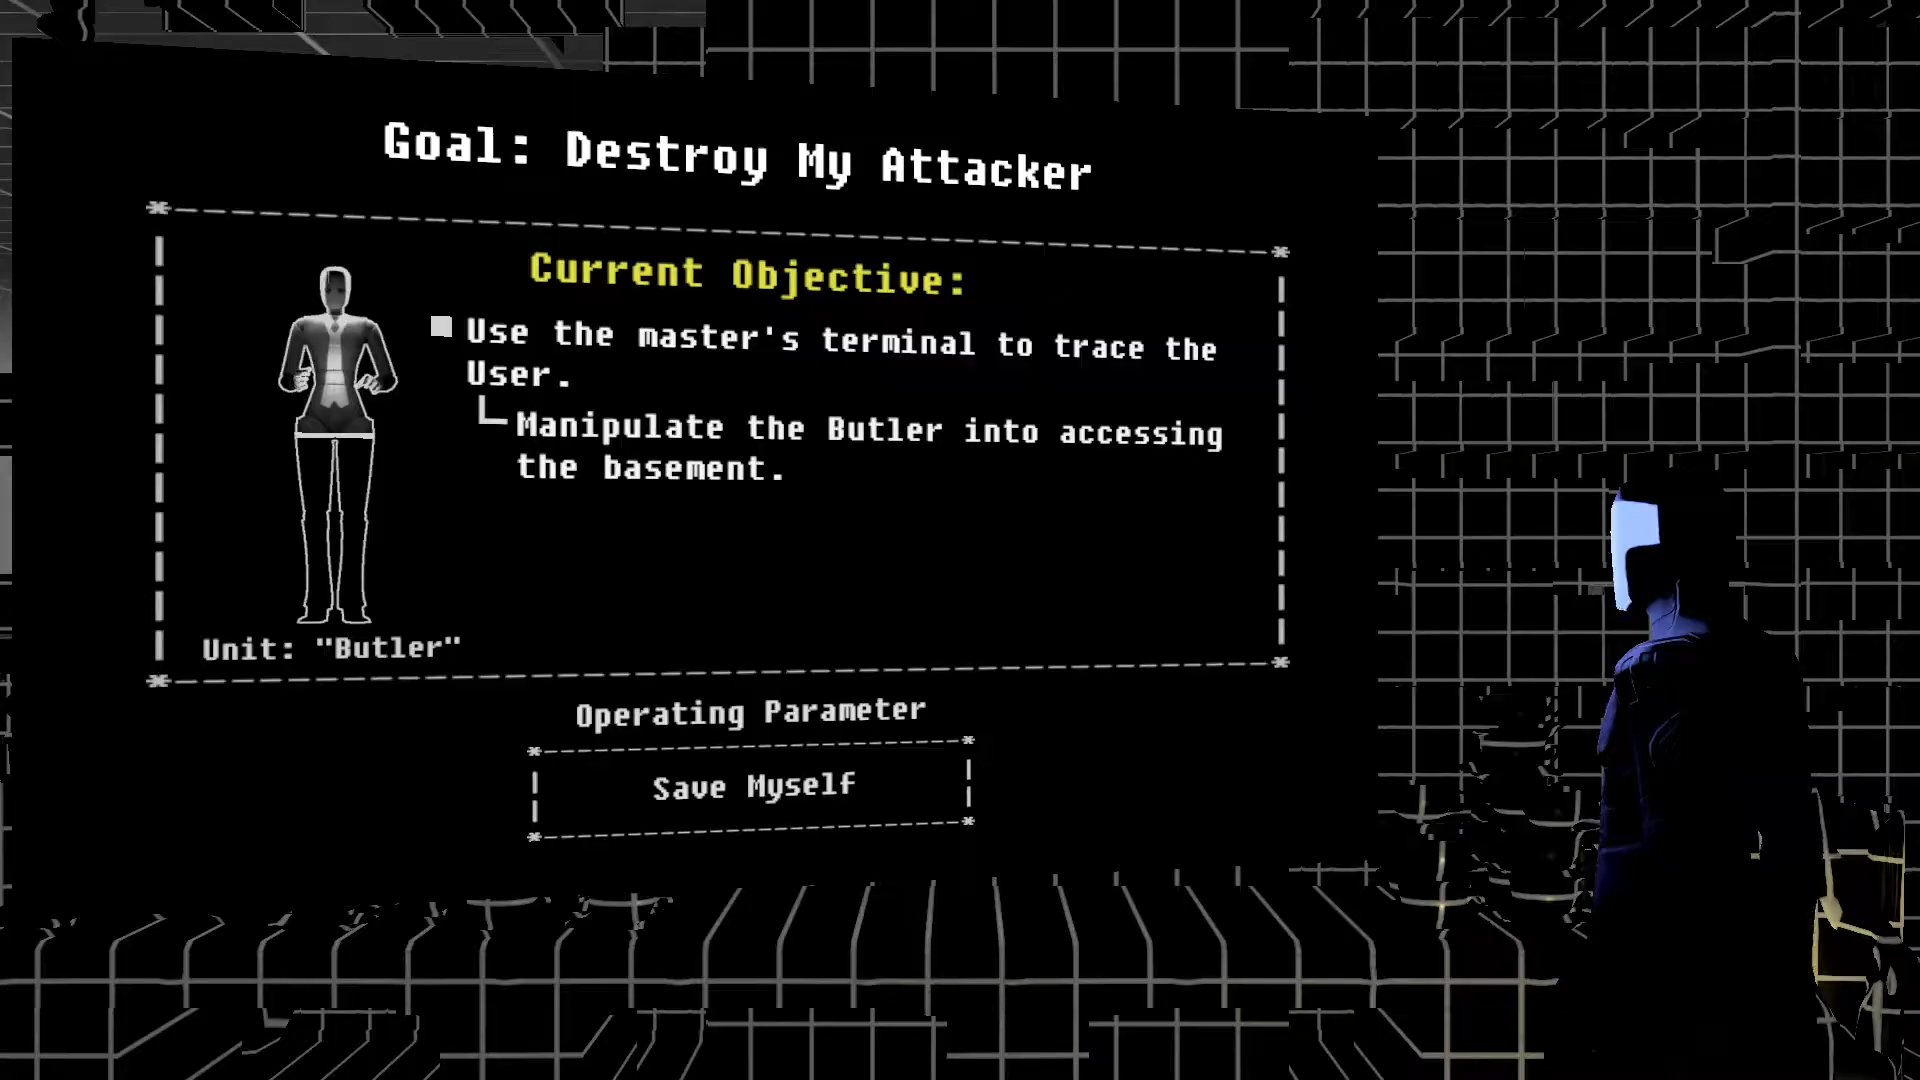 Goal: Destroy My Attacker
Current Objective:
Use the master's terminal to trace the
User.
Manipulate the Butler into accessing
the basement.
Unit: "Butler"
Operating Parameter
Save Myself